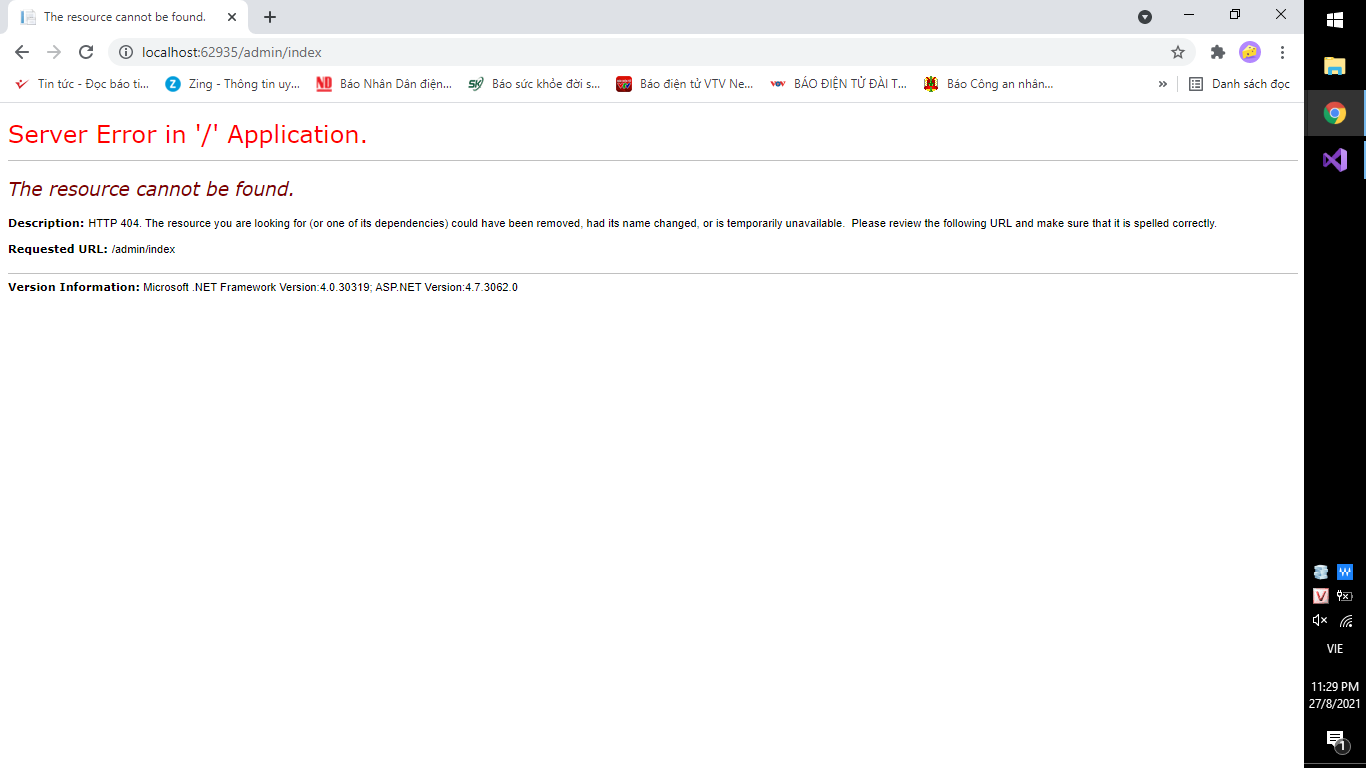 The resource cannot be found.
localhost:62935/admin/index
Tin tức - Đọc báo ti...
Zing - Thông tin uy...
Báo Nhân Dân điện...
Báo sức khỏe đời s...
Báo điện tử VTV Ne...
BÁO ĐIỆN TỬ ĐÀI T...
Báo Công an nhân...
»
Danh sách đọc
Server Error in '/' Application.
The resource cannot be found.
Description: HTTP 404. The resource you are looking for (or one of its dependencies) could have been removed, had its name changed, or is temporarily unavailable.  Please review the following URL and make sure that it is spelled correctly.
Requested URL: /admin/index
Version Information: Microsoft .NET Framework Version:4.0.30319; ASP.NET Version:4.7.3062.0
VIE
11:29 PM
27/8/2021
1